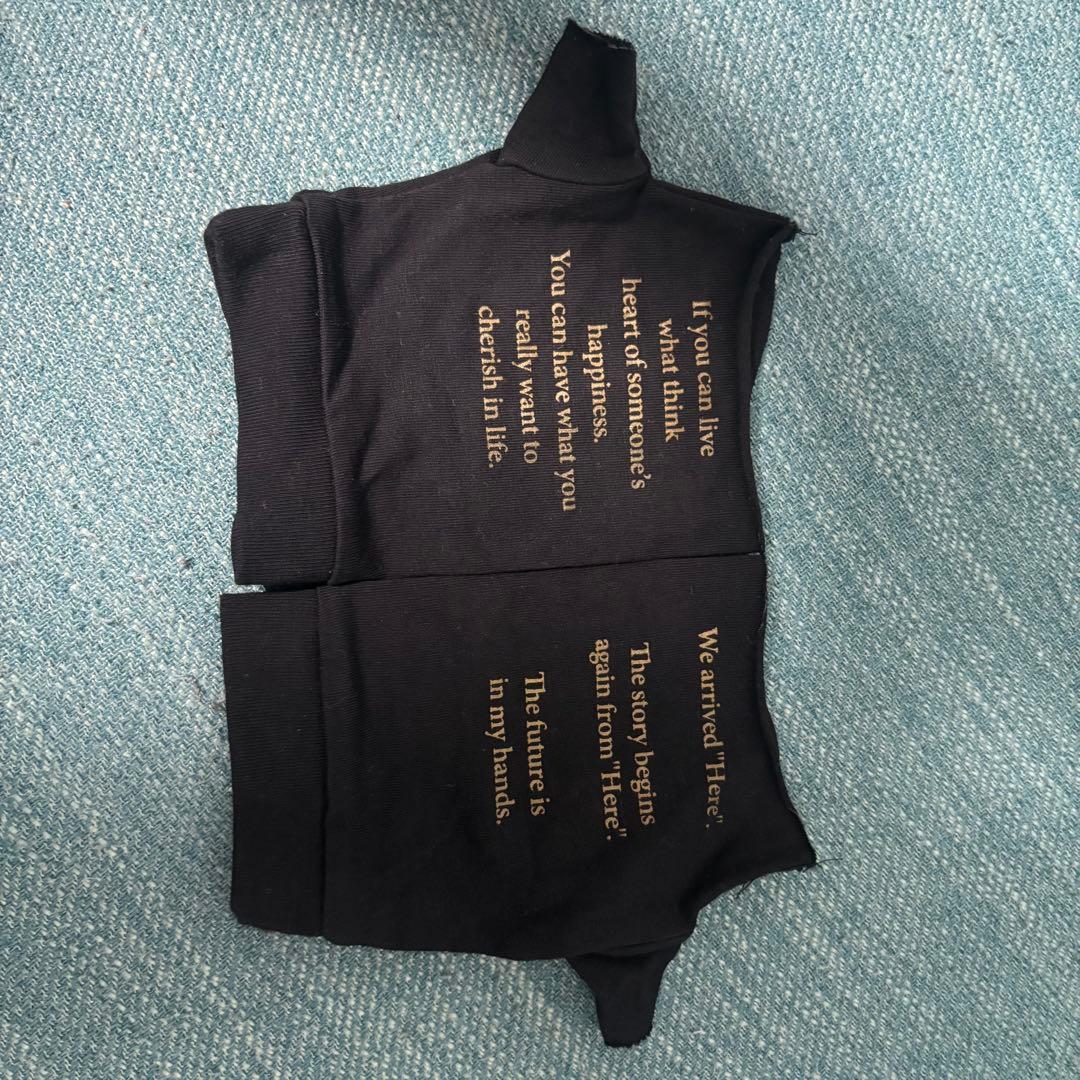 If you can live
what think
heart of someone's
happiness.
You can have what you
really want to
cherish in life.
We arrived "Here".
The story begins
again from "Here".
The future is
in my hands.